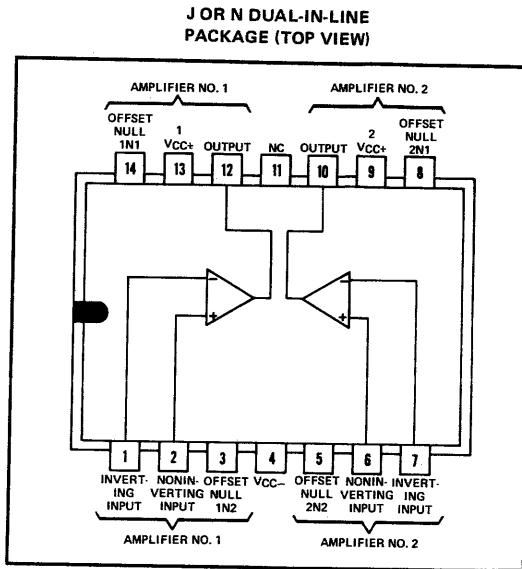 J OR N DUAL-IN-LINE
PACKAGE (TOP VIEW)
AMPLIFIER NO. 1
AMPLIFIER NO. 2
OFFSET
NULL
1N1
1
VCC+
OUTPUT
NC
OUTPUT
2
VCC+
OFFSET
NULL
2N1
14
13
12
11
10
9
8
−
+
−
+
1
2
3
4
5
6
7
INVERT-
ING
INPUT
NONIN-
VERTING
INPUT
OFFSET
NULL
1N2
VCC−
OFFSET
NULL
2N2
NONIN-
VERTING
INPUT
INVERT-
ING
INPUT
AMPLIFIER NO. 1
AMPLIFIER NO. 2